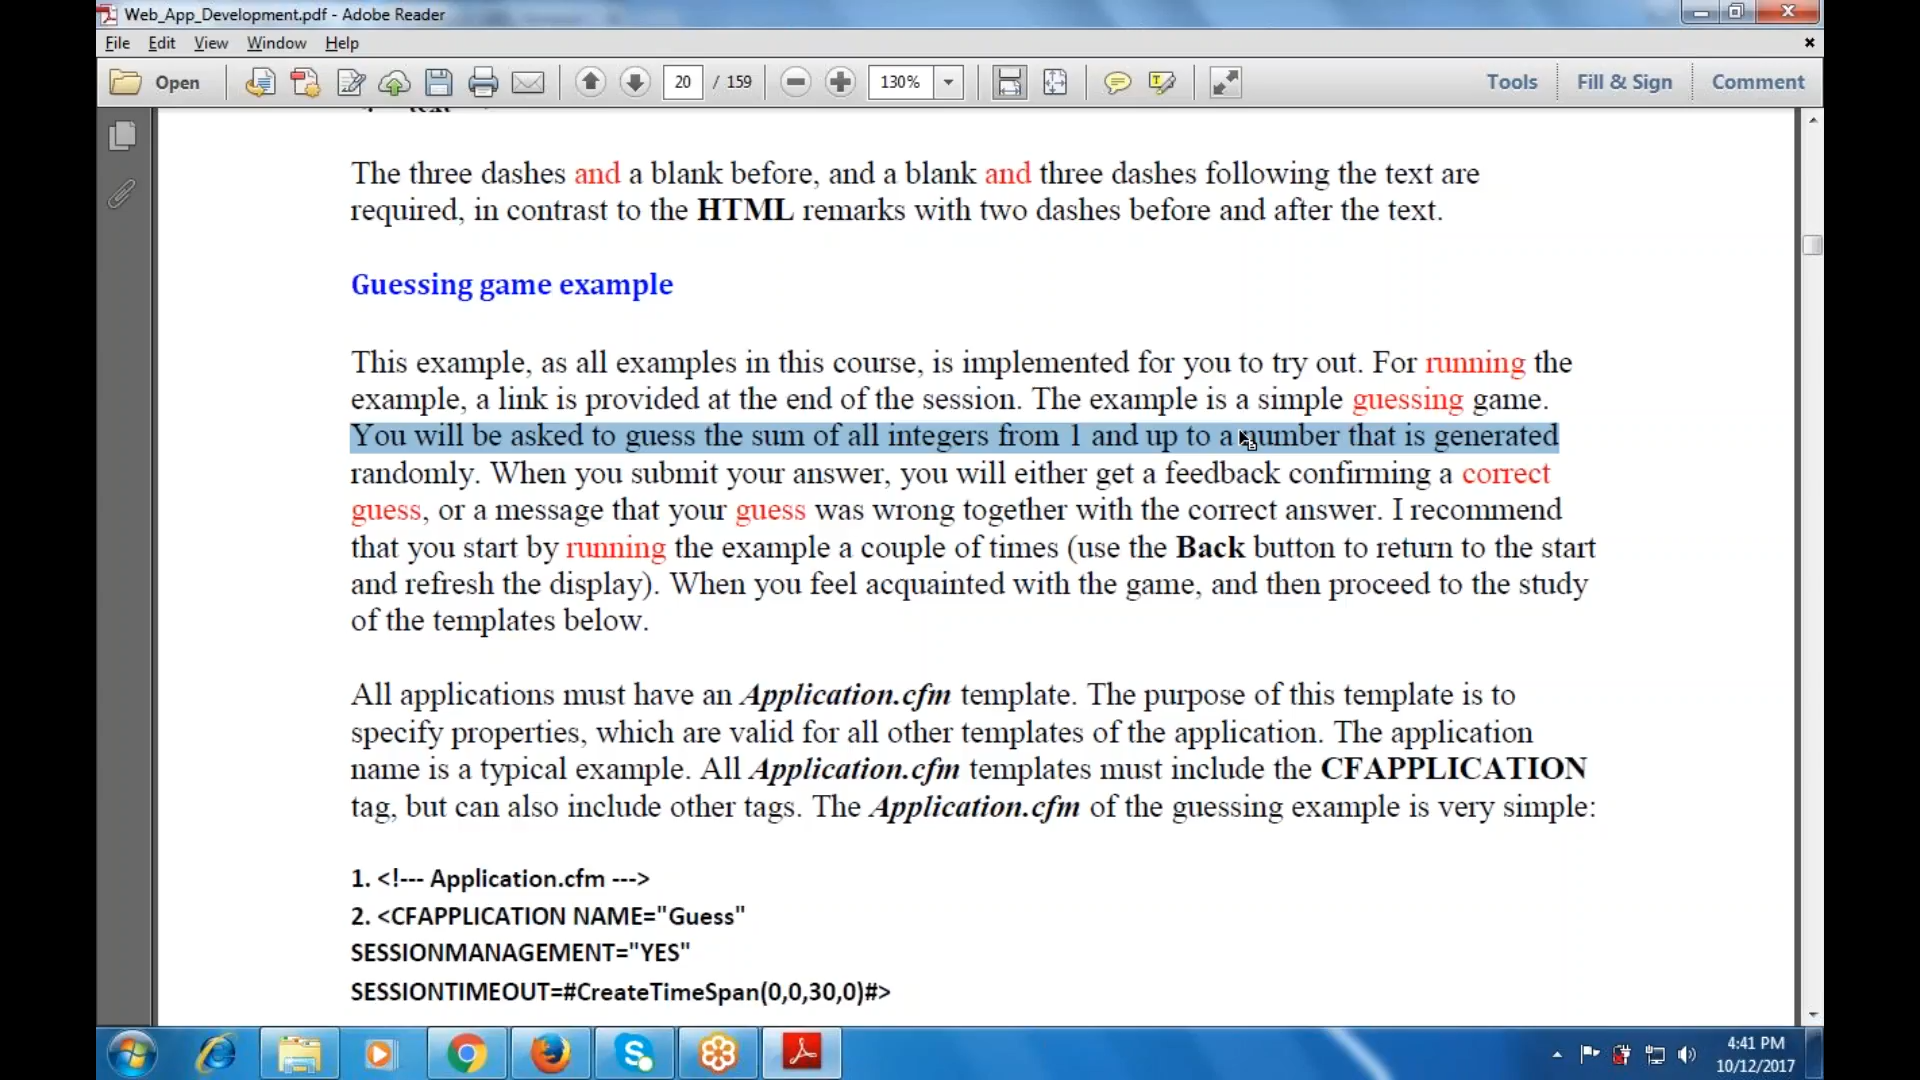 Web_App_Development.pdf - Adobe Reader
File Edit View Window Help
Open 20 / 159 130% Tools Fill & Sign Comment
The three dashes and a blank before, and a blank and three dashes following the text are
required, in contrast to the HTML remarks with two dashes before and after the text.
Guessing game example
This example, as all examples in this course, is implemented for you to try out. For running the
example, a link is provided at the end of the session. The example is a simple guessing game.
You will be asked to guess the sum of all integers from 1 and up to a number that is generated
randomly. When you submit your answer, you will either get a feedback confirming a correct
guess, or a message that your guess was wrong together with the correct answer. I recommend
that you start by running the example a couple of times (use the Back button to return to the start
and refresh the display). When you feel acquainted with the game, and then proceed to the study
of the templates below.
All applications must have an Application.cfm template. The purpose of this template is to
specify properties, which are valid for all other templates of the application. The application
name is a typical example. All Application.cfm templates must include the CFAPPLICATION
tag, but can also include other tags. The Application.cfm of the guessing example is very simple:
1. <!--- Application.cfm --->
2. <CFAPPLICATION NAME="Guess"
SESSIONMANAGEMENT="YES"
SESSIONTIMEOUT=#CreateTimeSpan(0,0,30,0)#>
4:41 PM
10/12/2017